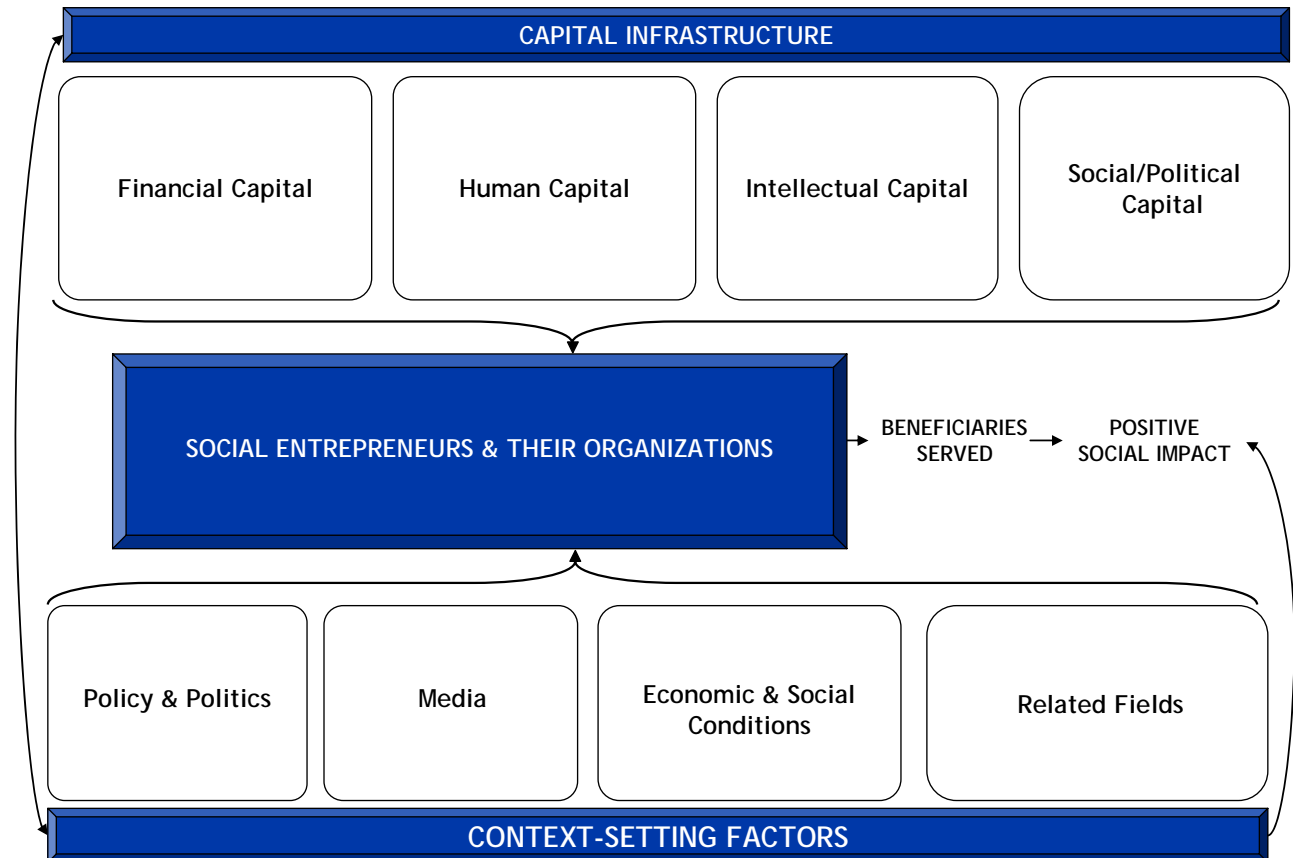 CAPITAL INFRASTRUCTURE
Financial Capital
Human Capital
Intellectual Capital
Social/Political
Capital
SOCIAL ENTREPRENEURS & THEIR ORGANIZATIONS
BENEFICIARIES
SERVED
POSITIVE
SOCIAL IMPACT
Policy & Politics
Media
Economic & Social
Conditions
Related Fields
CONTEXT-SETTING FACTORS